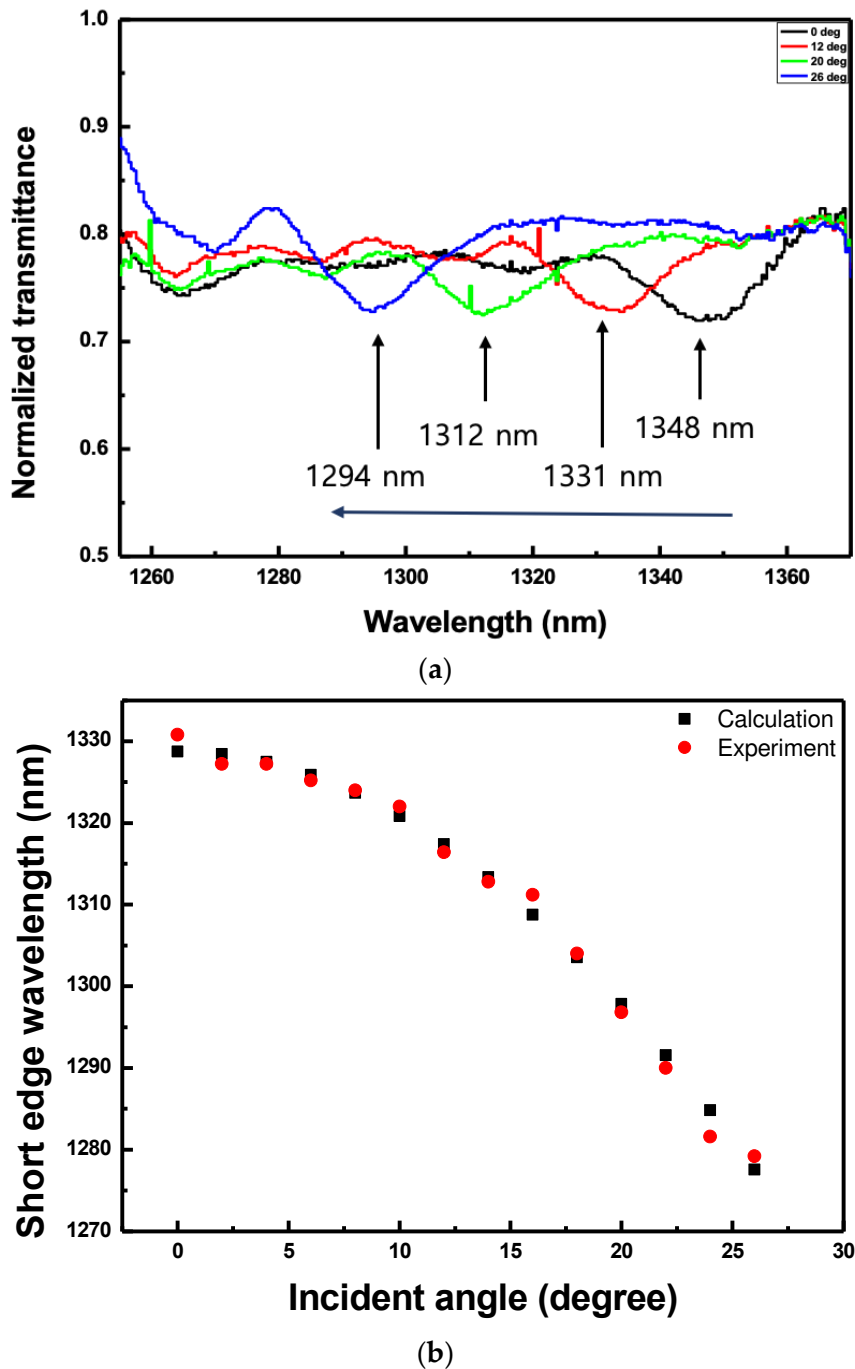 1.0
0 deg
12 deg
20 deg
26 deg
0.9
Normalized transmittance
0.8
0.7
1312 nm
1348 nm
0.6
1294 nm
1331 nm
0.5
1260 1280 1300 1320 1340 1360
Wavelength (nm)
(a)
Calculation
Experiment
1330
1320
Short edge wavelength (nm)
1310
1300
1290
1280
1270
0 5 10 15 20 25 30
Incident angle (degree)
(b)